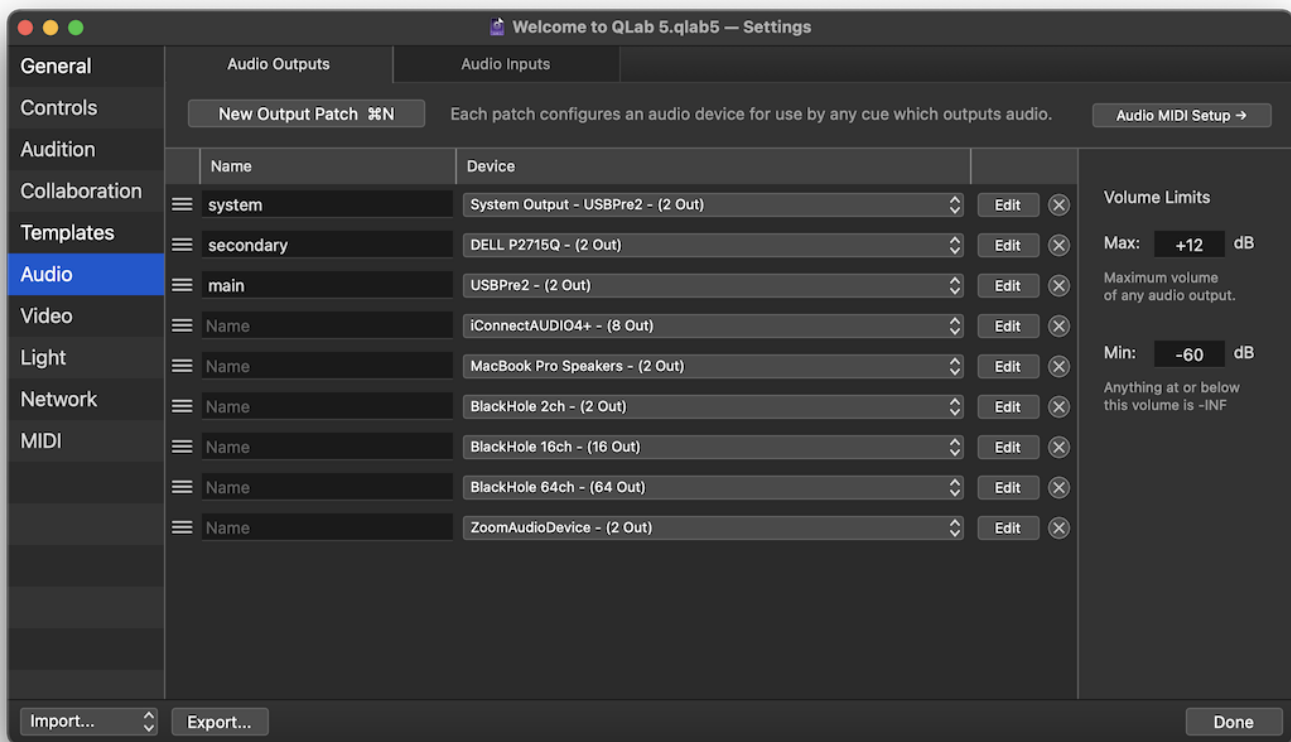 Welcome to QLab 5.qlab5 — Settings
General
Controls
Audition
Collaboration
Templates
Audio
Video
Light
Network
MIDI
Audio Outputs
Audio Inputs
New Output Patch ⌘N
Each patch configures an audio device for use by any cue which outputs audio.
Audio MIDI Setup →
Name Device
system System Output - USBPre2 - (2 Out) Edit
secondary DELL P2715Q - (2 Out) Edit
main USBPre2 - (2 Out) Edit
Name iConnectAUDIO4+ - (8 Out) Edit
Name MacBook Pro Speakers - (2 Out) Edit
Name BlackHole 2ch - (2 Out) Edit
Name BlackHole 16ch - (16 Out) Edit
Name BlackHole 64ch - (64 Out) Edit
Name ZoomAudioDevice - (2 Out) Edit
Volume Limits
Max: +12 dB
Maximum volume
of any audio output.
Min: -60 dB
Anything at or below
this volume is -INF
Import...
Export...
Done